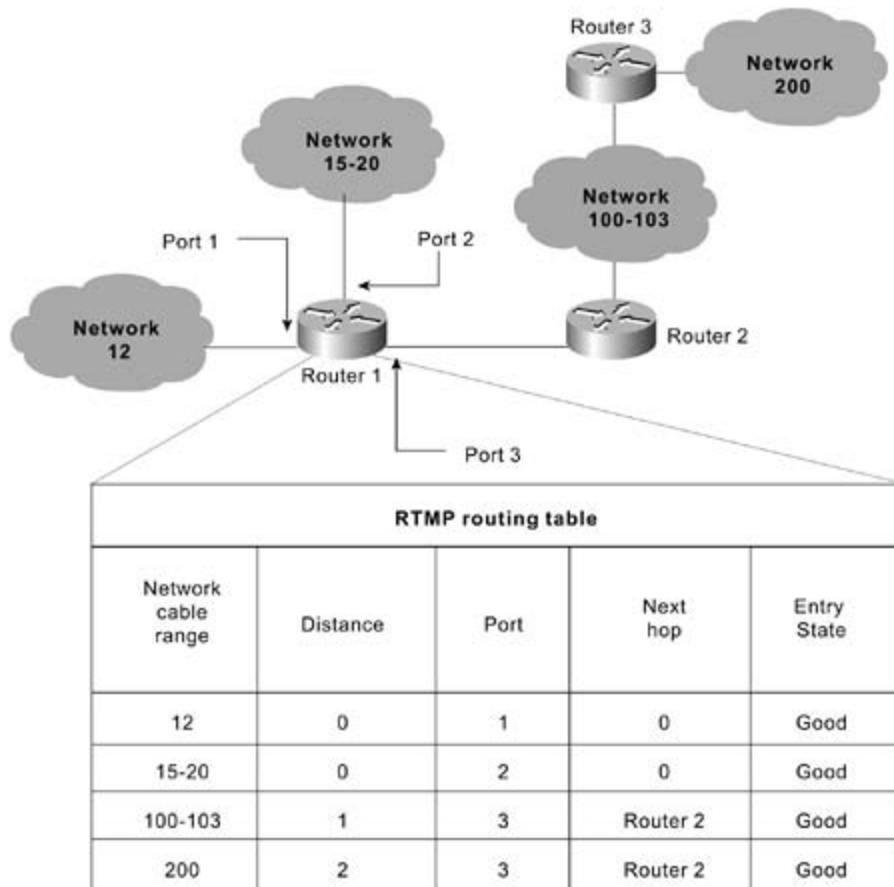 Router 3
Network
200
Network
15-20
Network
100-103
Port 1
Port 2
Network
12
Router 1
Router 2
Port 3
RTMP routing table
Network
cable
range
Distance
Port
Next
hop
Entry
State
12 0 1 0 Good
15-20 0 2 0 Good
100-103 1 3 Router 2 Good
200 2 3 Router 2 Good